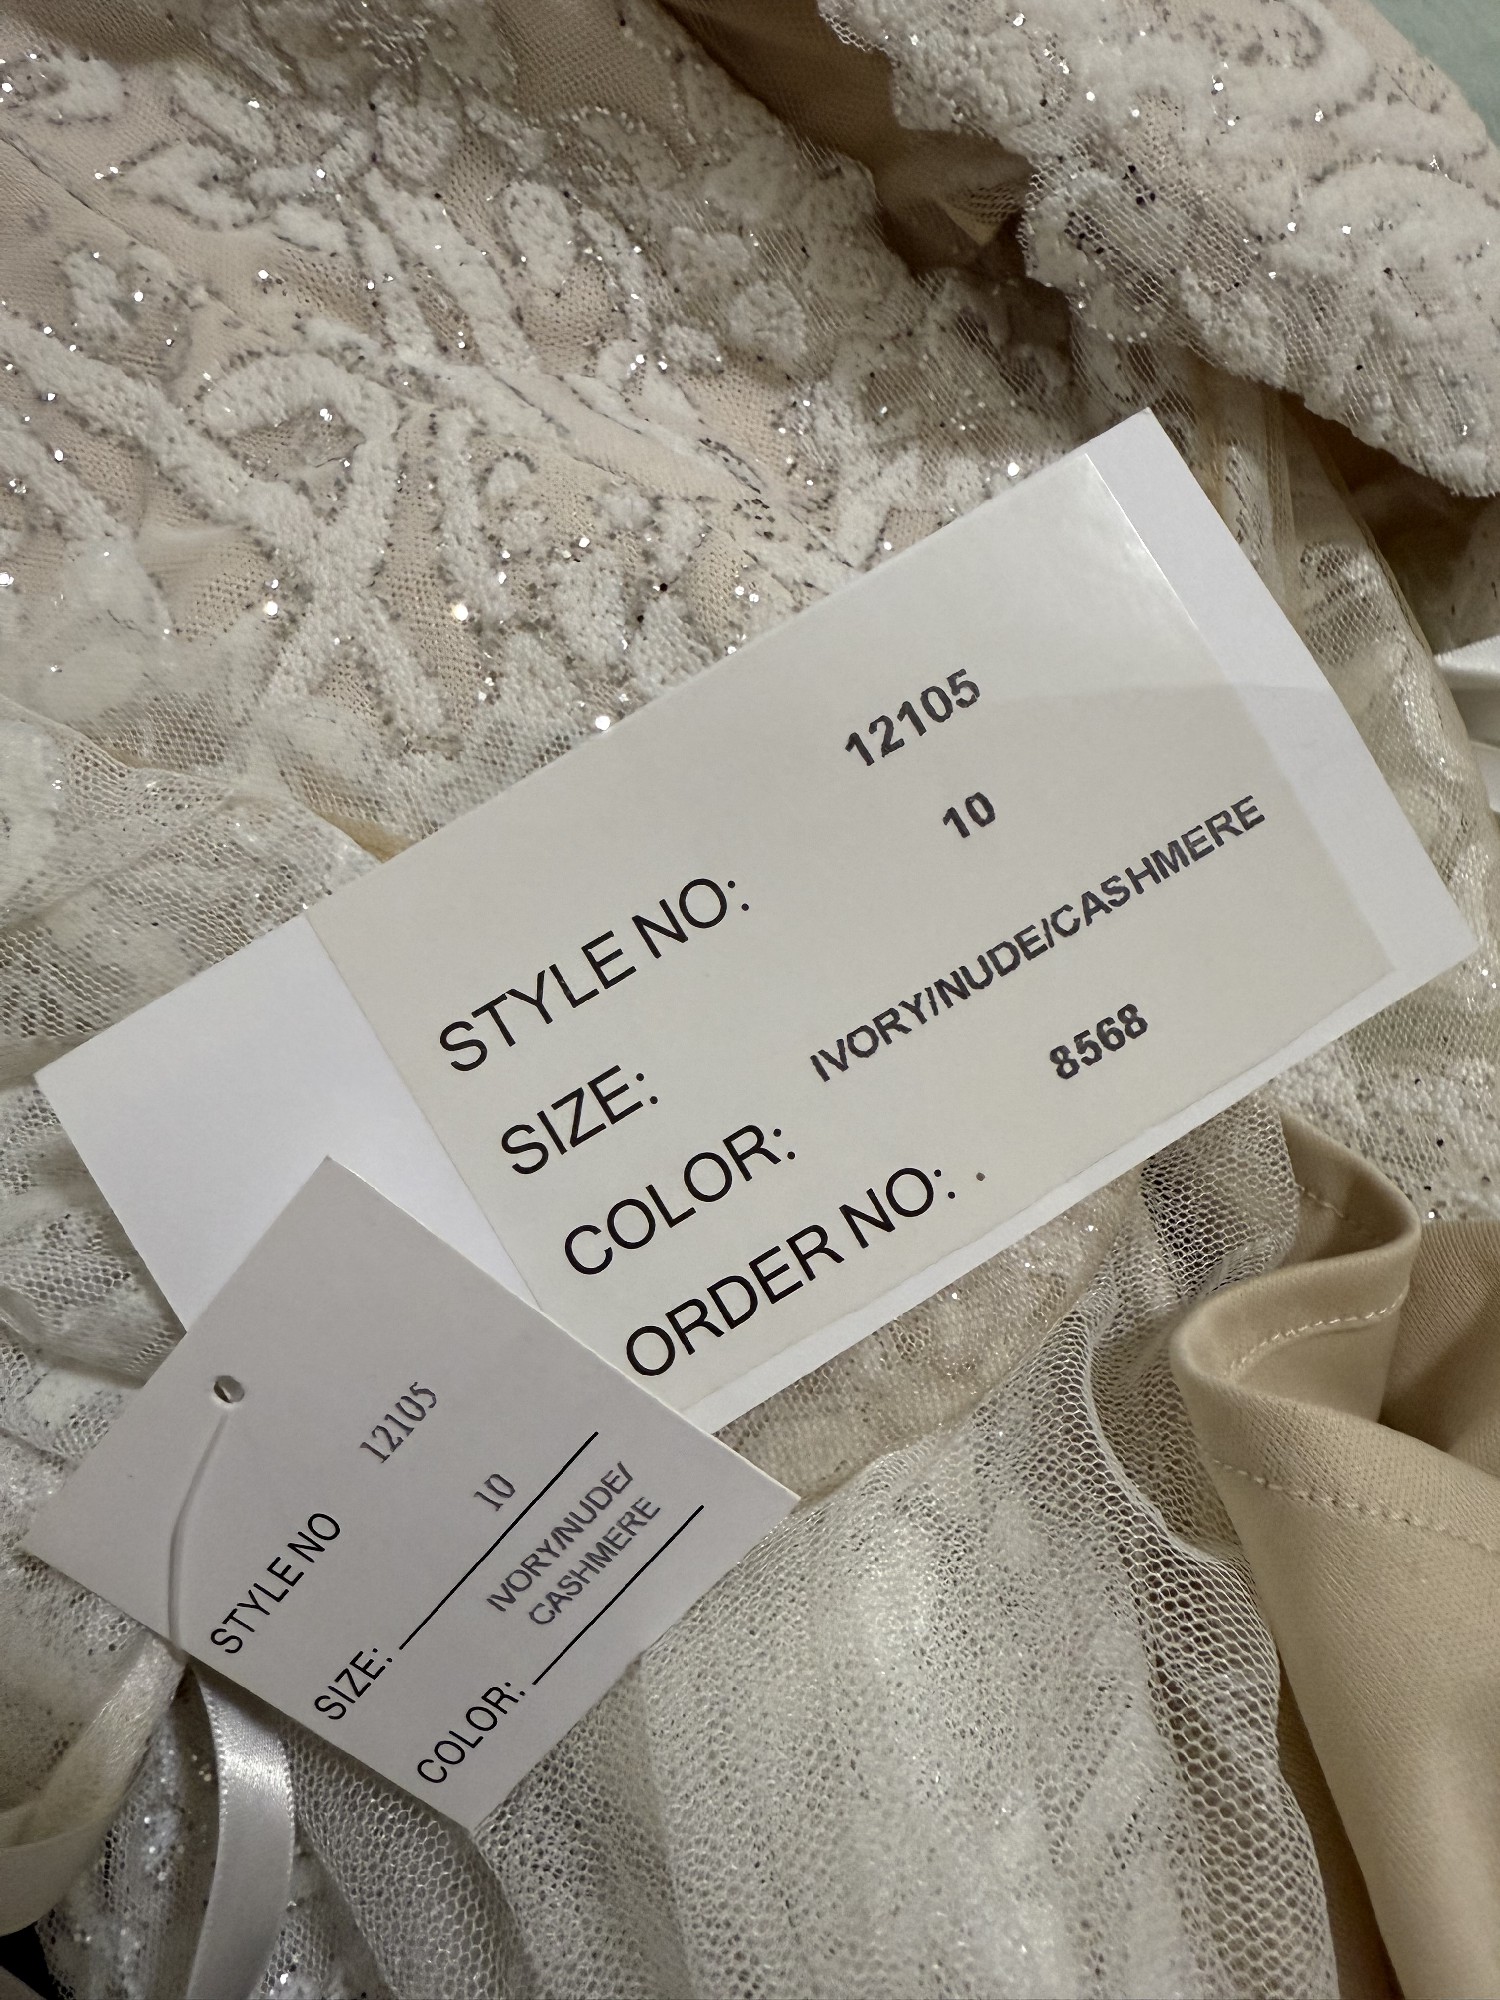 STYLE NO: 12105
SIZE: 10
COLOR: IVORY/NUDE/CASHMERE
ORDER NO: 8568
STYLE NO 12105
SIZE: 10
COLOR: IVORY/NUDE/
CASHMERE